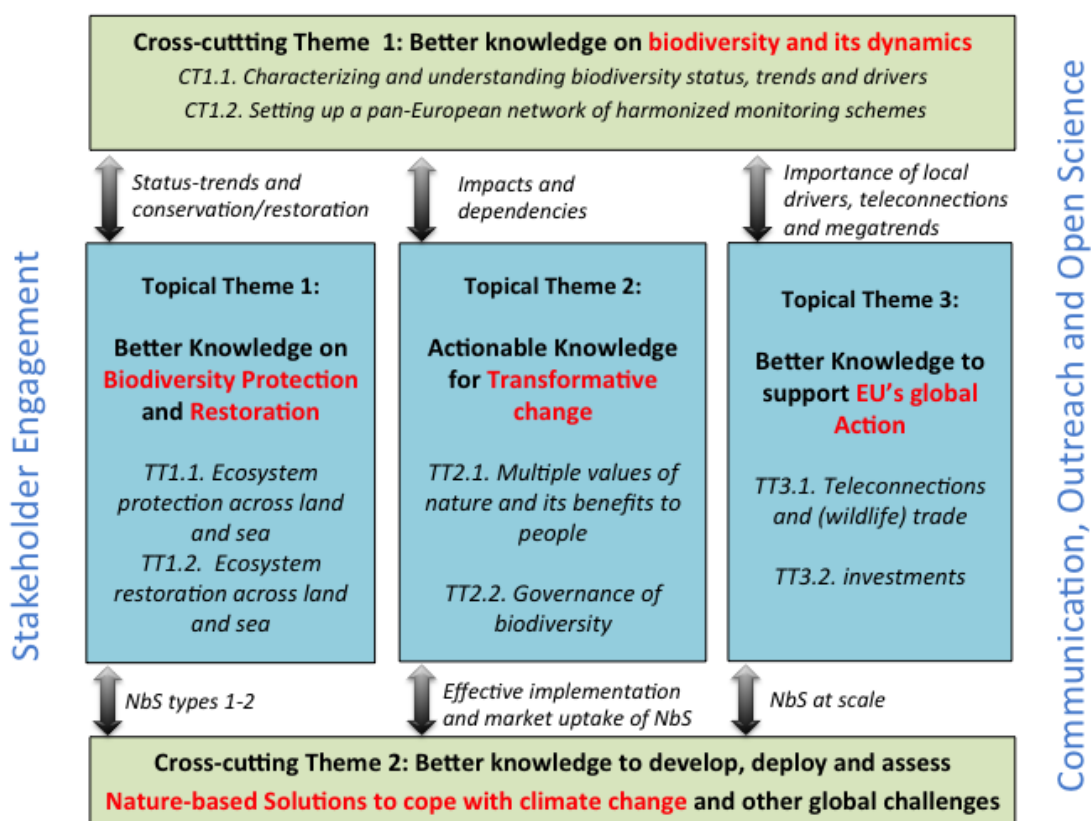 Cross-cuttting Theme 1: Better knowledge on biodiversity and its dynamics
CT1.1. Characterizing and understanding biodiversity status, trends and drivers
CT1.2. Setting up a pan-European network of harmonized monitoring schemes
Status-trends and
conservation/restoration
Impacts and
dependencies
Importance of local
drivers, teleconnections
and megatrends
Stakeholder Engagement
Topical Theme 1:
Better Knowledge on
Biodiversity Protection
and Restoration
TT1.1. Ecosystem
protection across land
and sea
TT1.2. Ecosystem
restoration across land
and sea
Topical Theme 2:
Actionable Knowledge
for Transformative
change
TT2.1. Multiple values of
nature and its benefits to
people
TT2.2. Governance of
biodiversity
Topical Theme 3:
Better Knowledge to
support EU's global
Action
TT3.1. Teleconnections
and (wildlife) trade
TT3.2. investments
Communication, Outreach and Open Science
NbS types 1-2
Effective implementation
and market uptake of NbS
NbS at scale
Cross-cutting Theme 2: Better knowledge to develop, deploy and assess
Nature-based Solutions to cope with climate change and other global challenges